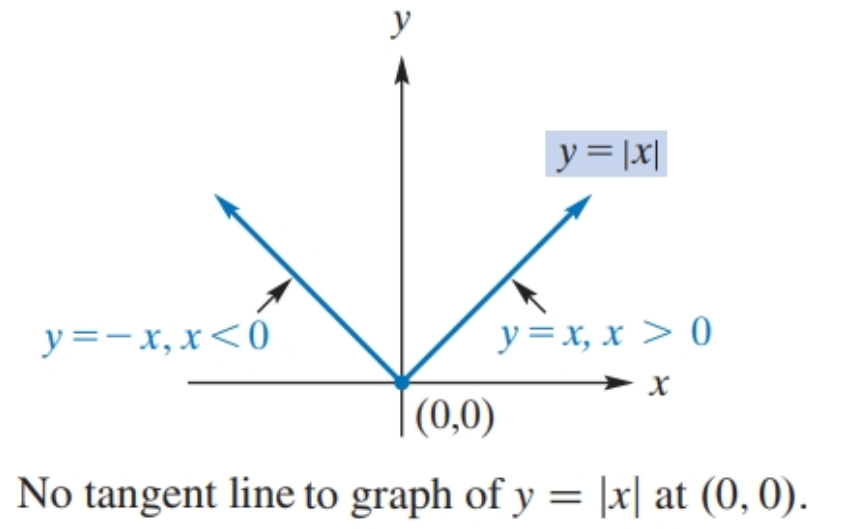 y
y = |x|
y = – x, x < 0
y = x, x > 0
x
(0,0)
No tangent line to graph of y = |x| at (0, 0).